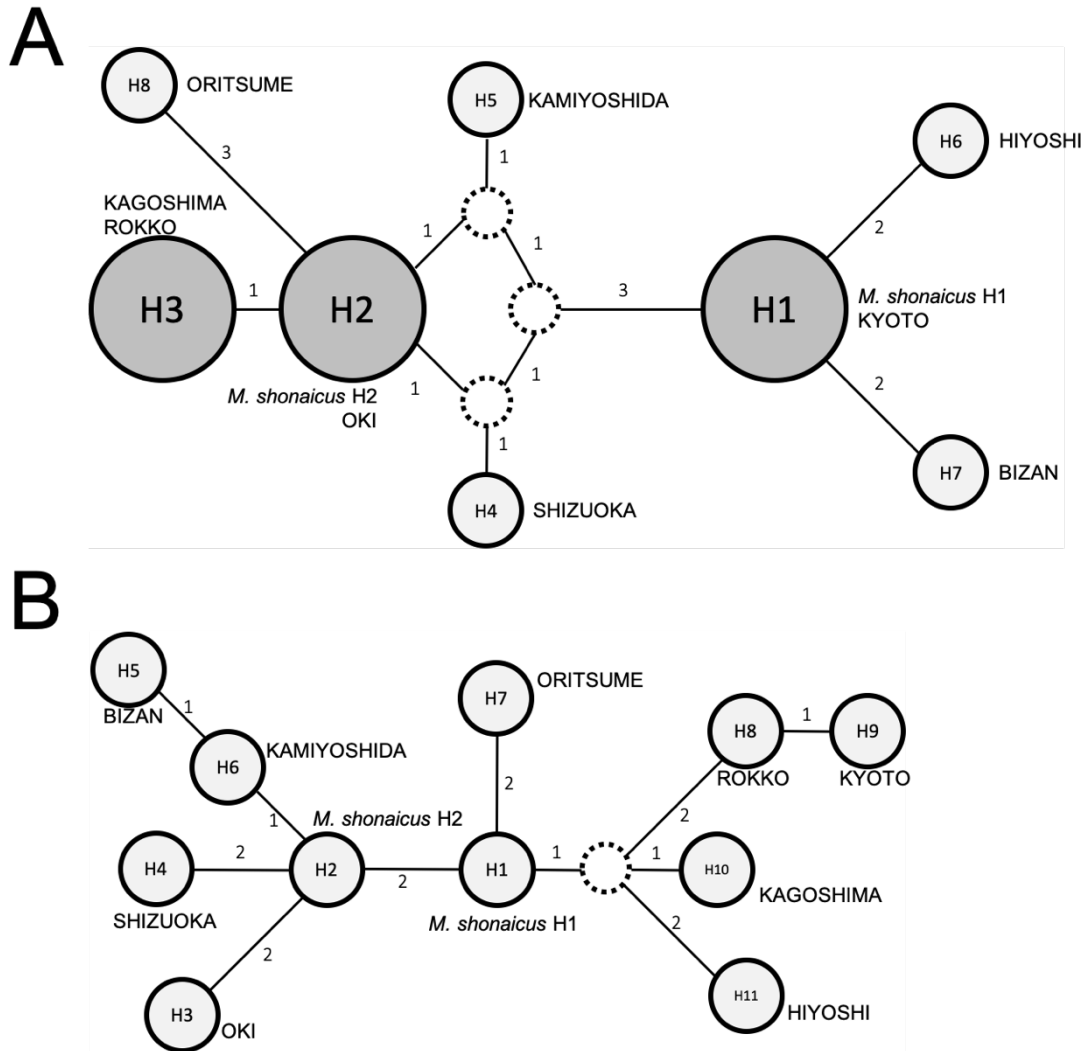 A
H8 ORITSUME
H5 KAMIYOSHIDA
H6 HIYOSHI
3
1
KAGOSHIMA
ROKKO
1
1
2
H3
1
H2
3
H1
M. shonaicus H1
KYOTO
M. shonaicus H2
OKI
1
1
2
1
H4 SHIZUOKA
H7 BIZAN
B
H5
BIZAN
1
H7 ORITSUME
H6 KAMIYOSHIDA
H8
ROKKO
1
H9
KYOTO
1
2
2
M. shonaicus H2
H4
SHIZUOKA
2
H2
2
H1
M. shonaicus H1
1
1
H10
KAGOSHIMA
2
2
H3 OKI
H11 HIYOSHI